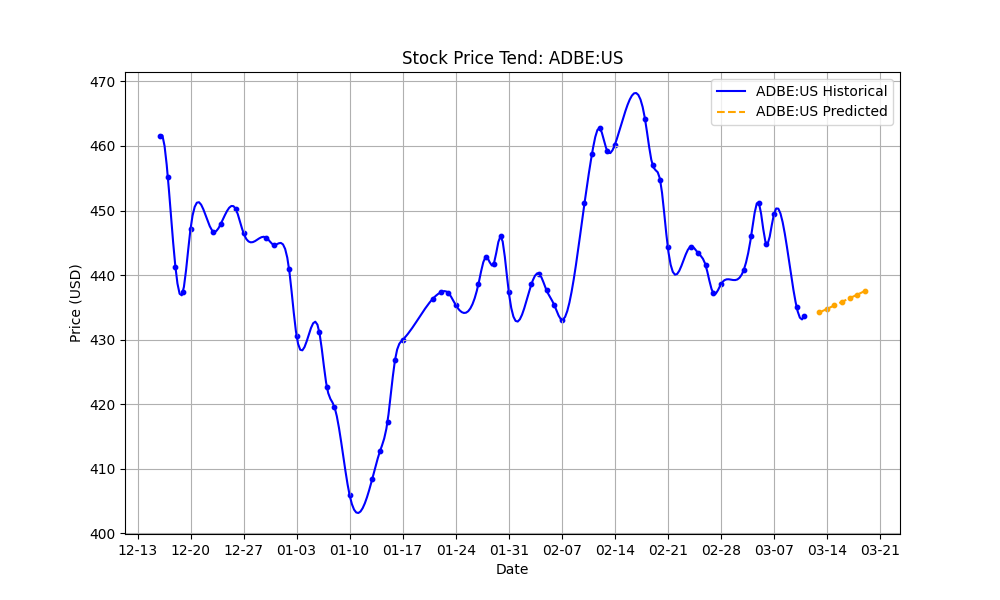 Stock Price Tend: ADBE:US
ADBE:US Historical
ADBE:US Predicted
Price (USD)
470
460
450
440
430
420
410
400
12-13 12-20 12-27 01-03 01-10 01-17 01-24 01-31 02-07 02-14 02-21 02-28 03-07 03-14 03-21
Date